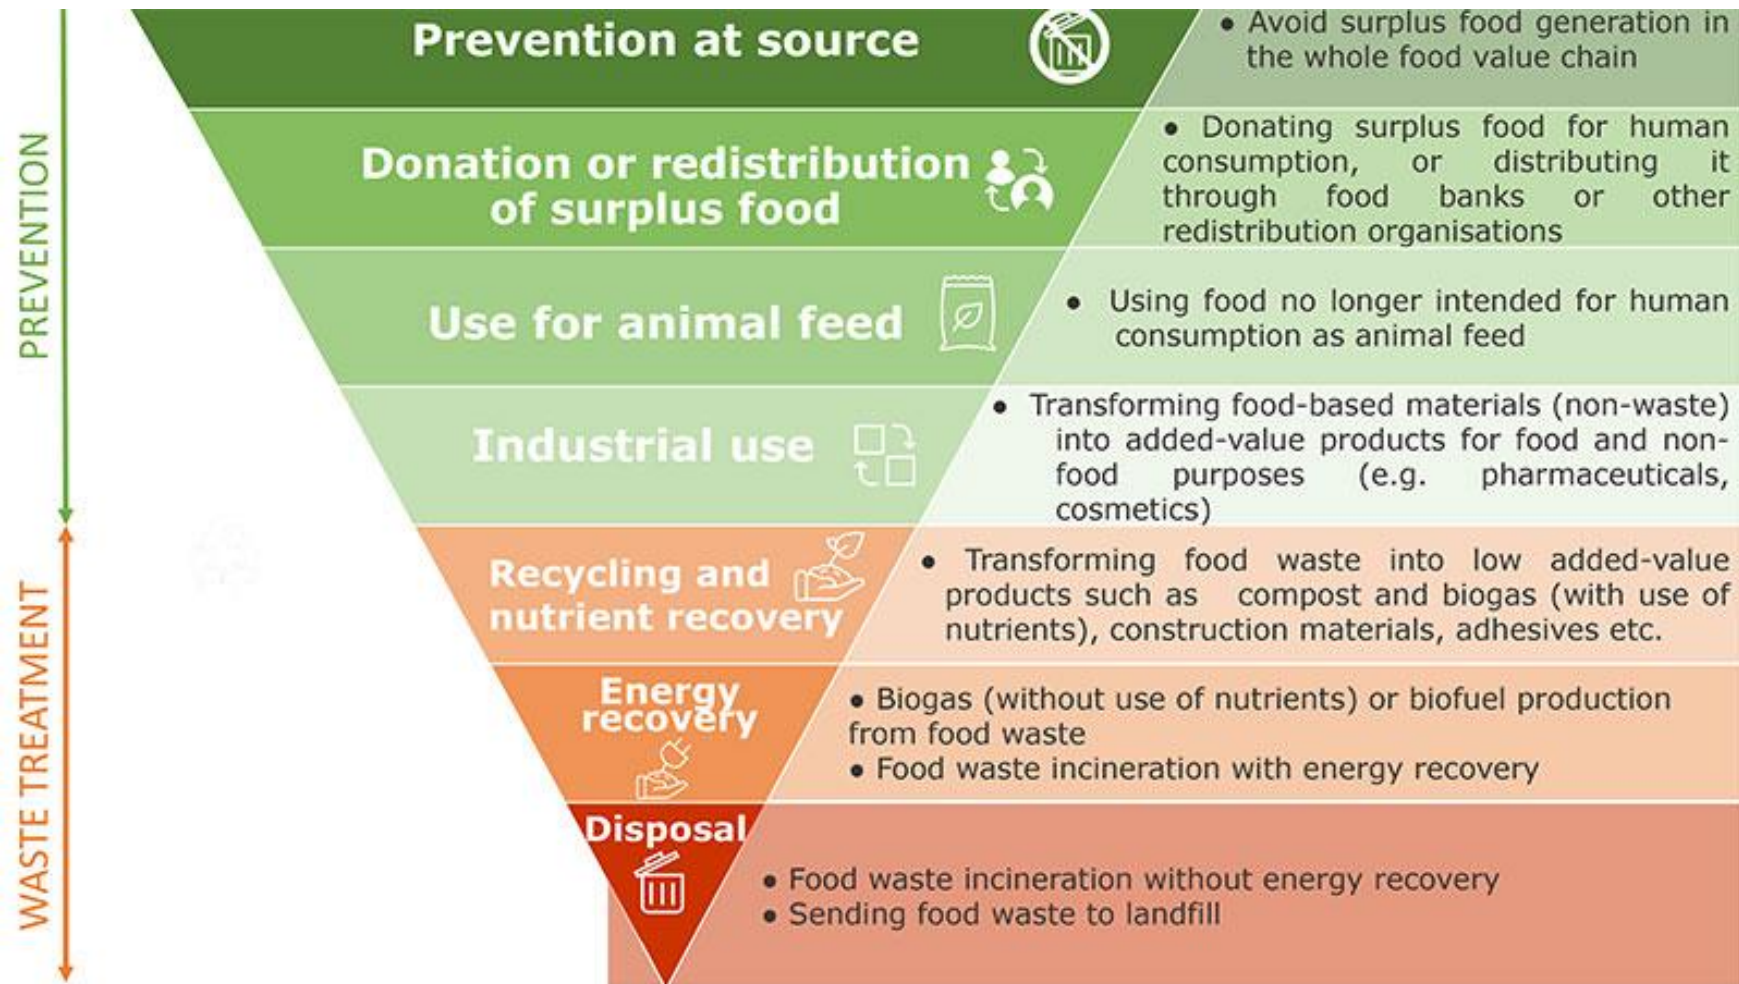 PREVENTION
WASTE TREATMENT
Prevention at source
● Avoid surplus food generation in
the whole food value chain
Donation or redistribution
of surplus food
● Donating surplus food for human
consumption, or distributing it
through food banks or other
redistribution organisations
Use for animal feed
● Using food no longer intended for human
consumption as animal feed
Industrial use
● Transforming food-based materials (non-waste)
into added-value products for food and non-
food purposes (e.g. pharmaceuticals,
cosmetics)
Recycling and
nutrient recovery
● Transforming food waste into low added-value
products such as compost and biogas (with use of
nutrients), construction materials, adhesives etc.
Energy
recovery
● Biogas (without use of nutrients) or biofuel production
from food waste
● Food waste incineration with energy recovery
Disposal
● Food waste incineration without energy recovery
● Sending food waste to landfill